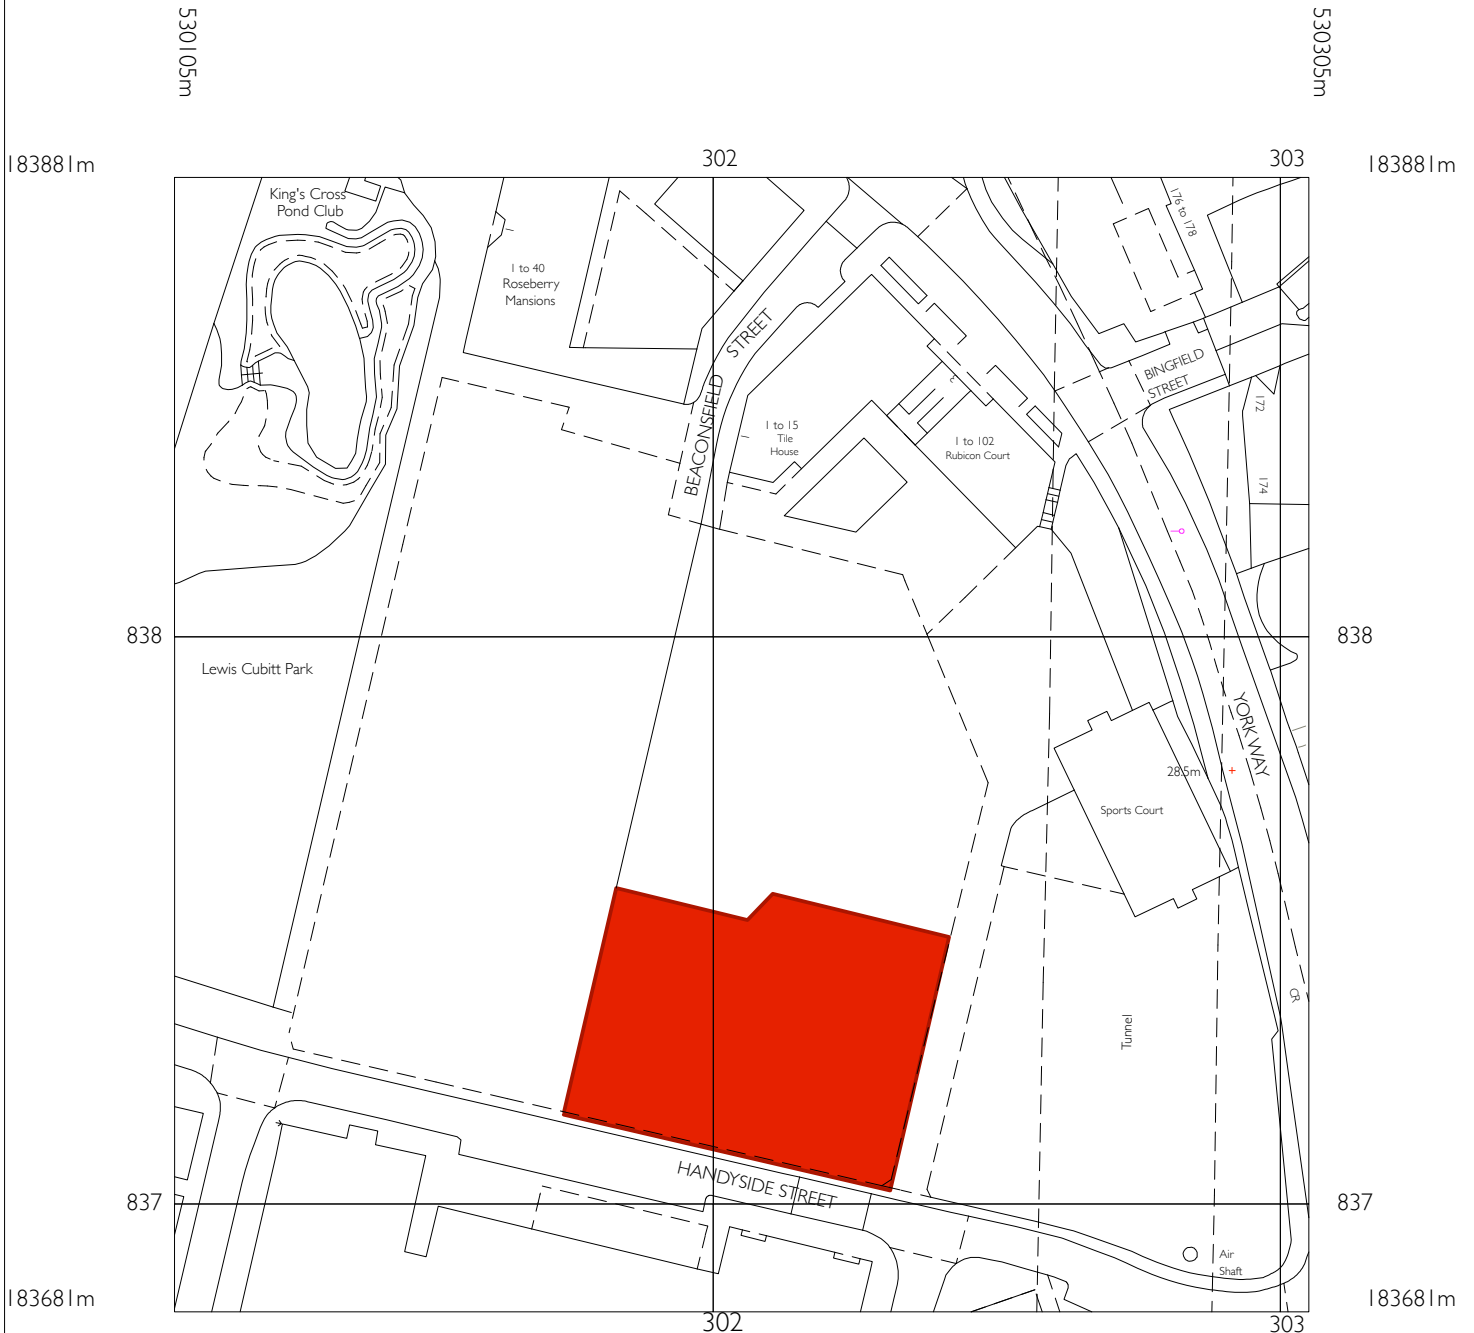 530105m
530305m
183881m
302
303
183881m
King's Cross
Pond Club
176 to 178
1 to 40
Roseberry
Mansions
BEACONSFIELD STREET
BINGFIELD
STREET
172
1 to 15
Tile
House
1 to 102
Rubicon Court
174
838
838
Lewis Cubitt Park
YORK WAY
28.5m
Sports Court
CR
Tunnel
HANDYSIDE STREET
837
837
Air
Shaft
183681m
302
303
183681m